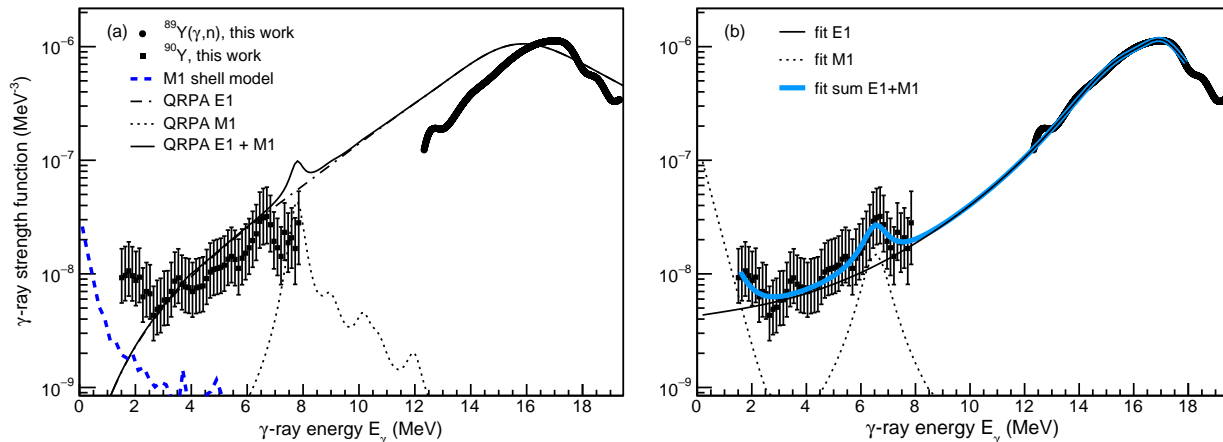 (a)
⁸⁹Y(γ,n), this work
⁹⁰Y, this work
M1 shell model
QRPA E1
QRPA M1
QRPA E1 + M1
γ-ray strength function (MeV⁻³)
10⁻⁶
10⁻⁷
10⁻⁸
10⁻⁹
0 2 4 6 8 10 12 14 16 18
γ-ray energy Eγ (MeV)
(b)
fit E1
fit M1
fit sum E1+M1
10⁻⁶
10⁻⁷
10⁻⁸
10⁻⁹
0 2 4 6 8 10 12 14 16 18
γ-ray energy Eγ (MeV)